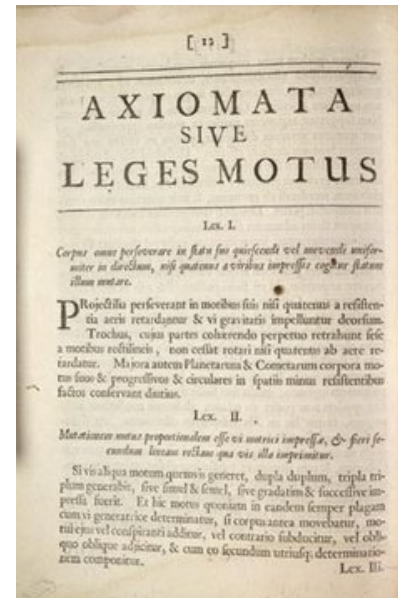 [ 12 ]
AXIOMATA
SIVE
LEGES MOTUS
Lex. I.
Corpus omne perseverare in statu suo quiescendi vel movendi unifor-
miter in directum, nisi quatenus a viribus impressis cogitur statum
illum mutare.
PRojectilia perseverant in motibus suis nisi quatenus a resisten-
tia aeris retardantur & vi gravitatis impelluntur deorsum.
Trochus, cujus partes cohærendo perpetuo retrahunt sese
a motibus rectilineis, non cessat rotari nisi quatenus ab aere re-
tardatur. Majora autem Planetarum & Cometarum corpora mo-
tus suos & progressivos & circulares in spatiis minus resistentibus
factos conservant diutius.
Lex. II.
Mutationem motus proportionalem esse vi motrici impressæ, & fieri se-
cundum lineam rectam qua vis illa imprimitur.
Si vis aliqua motum quemvis generet, dupla duplum, tripla tri-
plum generabit, sive simul & semel, sive gradatim & successive im-
pressa fuerit. Et hic motus quoniam in eandem semper plagam
cum vi generatrice determinatur, si corpus antea movebatur, mo-
tui ejus vel conspiranti additur, vel contrario subducitur, vel obli-
quo oblique adjicitur, & cum eo secundum utriusq; determinatio-
nem componitur.
Lex. III.